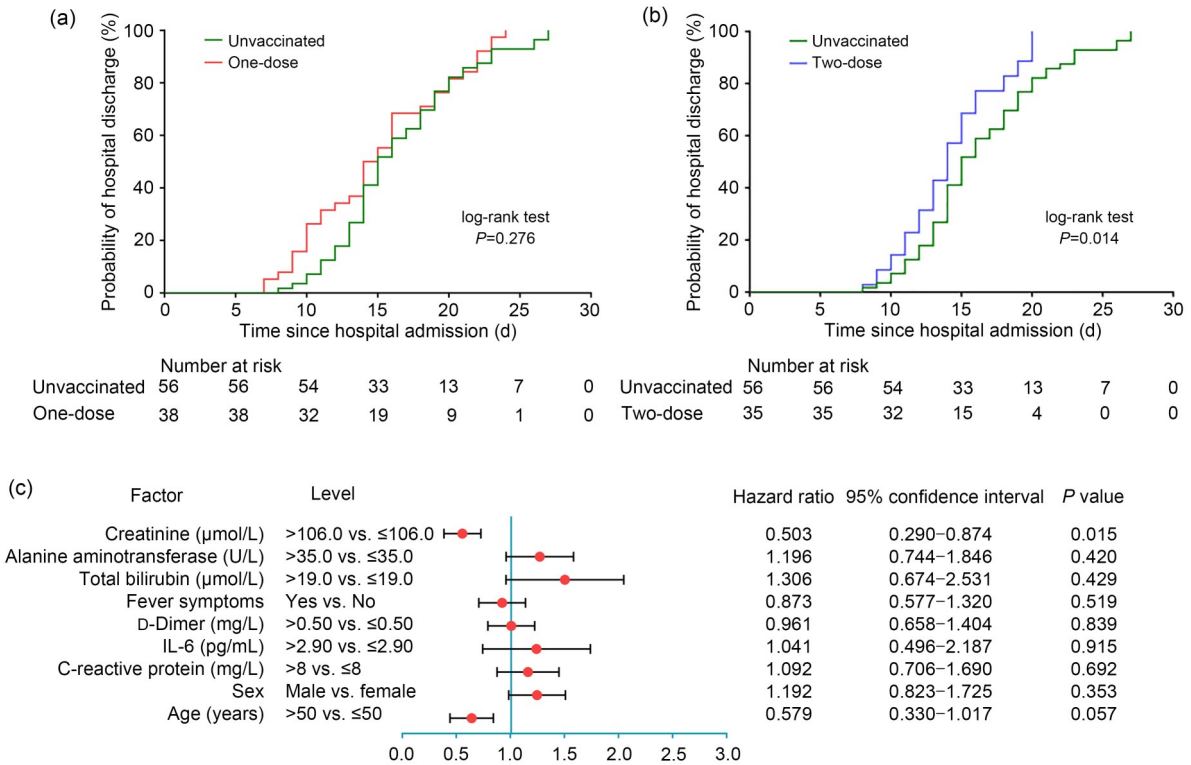 (a)
Probability of hospital discharge (%)
100
80
60
40
20
0
Unvaccinated
One-dose
log-rank test
P=0.276
0 5 10 15 20 25 30
Time since hospital admission (d)
Number at risk
Unvaccinated 56 56 54 33 13 7 0
One-dose 38 38 32 19 9 1 0
(b)
Probability of hospital discharge (%)
100
80
60
40
20
0
Unvaccinated
Two-dose
log-rank test
P=0.014
0 5 10 15 20 25 30
Time since hospital admission (d)
Number at risk
Unvaccinated 56 56 54 33 13 7 0
Two-dose 35 35 32 15 4 0 0
(c)
Factor Level Hazard ratio 95% confidence interval P value
Creatinine (μmol/L) >106.0 vs. ≤106.0 0.503 0.290−0.874 0.015
Alanine aminotransferase (U/L) >35.0 vs. ≤35.0 1.196 0.744−1.846 0.420
Total bilirubin (μmol/L) >19.0 vs. ≤19.0 1.306 0.674−2.531 0.429
Fever symptoms Yes vs. No 0.873 0.577−1.320 0.519
D-Dimer (mg/L) >0.50 vs. ≤0.50 0.961 0.658−1.404 0.839
IL-6 (pg/mL) >2.90 vs. ≤2.90 1.041 0.496−2.187 0.915
C-reactive protein (mg/L) >8 vs. ≤8 1.092 0.706−1.690 0.692
Sex Male vs. female 1.192 0.823−1.725 0.353
Age (years) >50 vs. ≤50 0.579 0.330−1.017 0.057
0.0 0.5 1.0 1.5 2.0 2.5 3.0